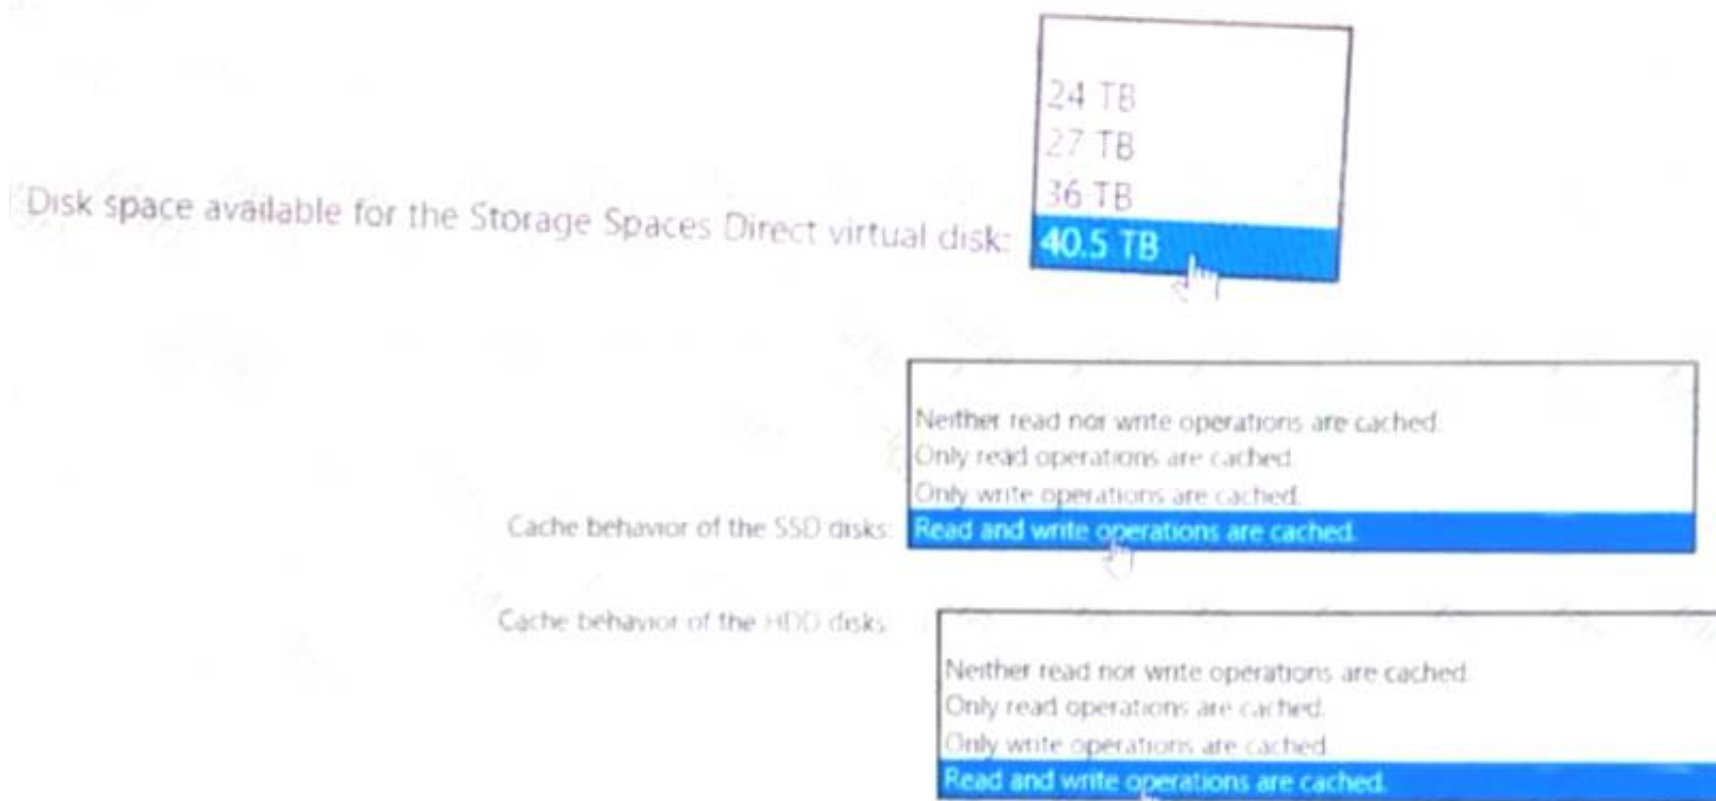 24 TB
27 TB
36 TB
Disk space available for the Storage Spaces Direct virtual disk:
40.5 TB
Neither read nor write operations are cached.
Only read operations are cached.
Only write operations are cached.
Cache behavior of the SSD disks:
Read and write operations are cached.
Cache behavior of the HDD disks
Neither read nor write operations are cached.
Only read operations are cached.
Only write operations are cached
Read and write operations are cached.